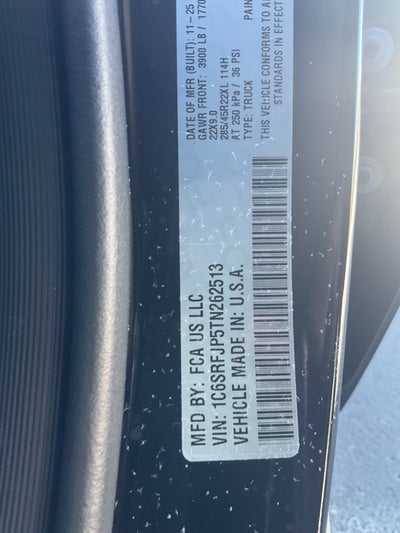 MFD BY: FCA US LLC
VIN: 1C6SRFJP5TN262513
VEHICLE MADE IN: U.S.A.
DATE OF MFR (BUILT): 11-25
GAWR FRONT: 3900 LB / 1770
22X9.0
285/45R22XL 114H
AT 250 kPa / 36 PSI
TYPE: TRUCK
PAIN
THIS VEHICLE CONFORMS TO A
STANDARDS IN EFFECT